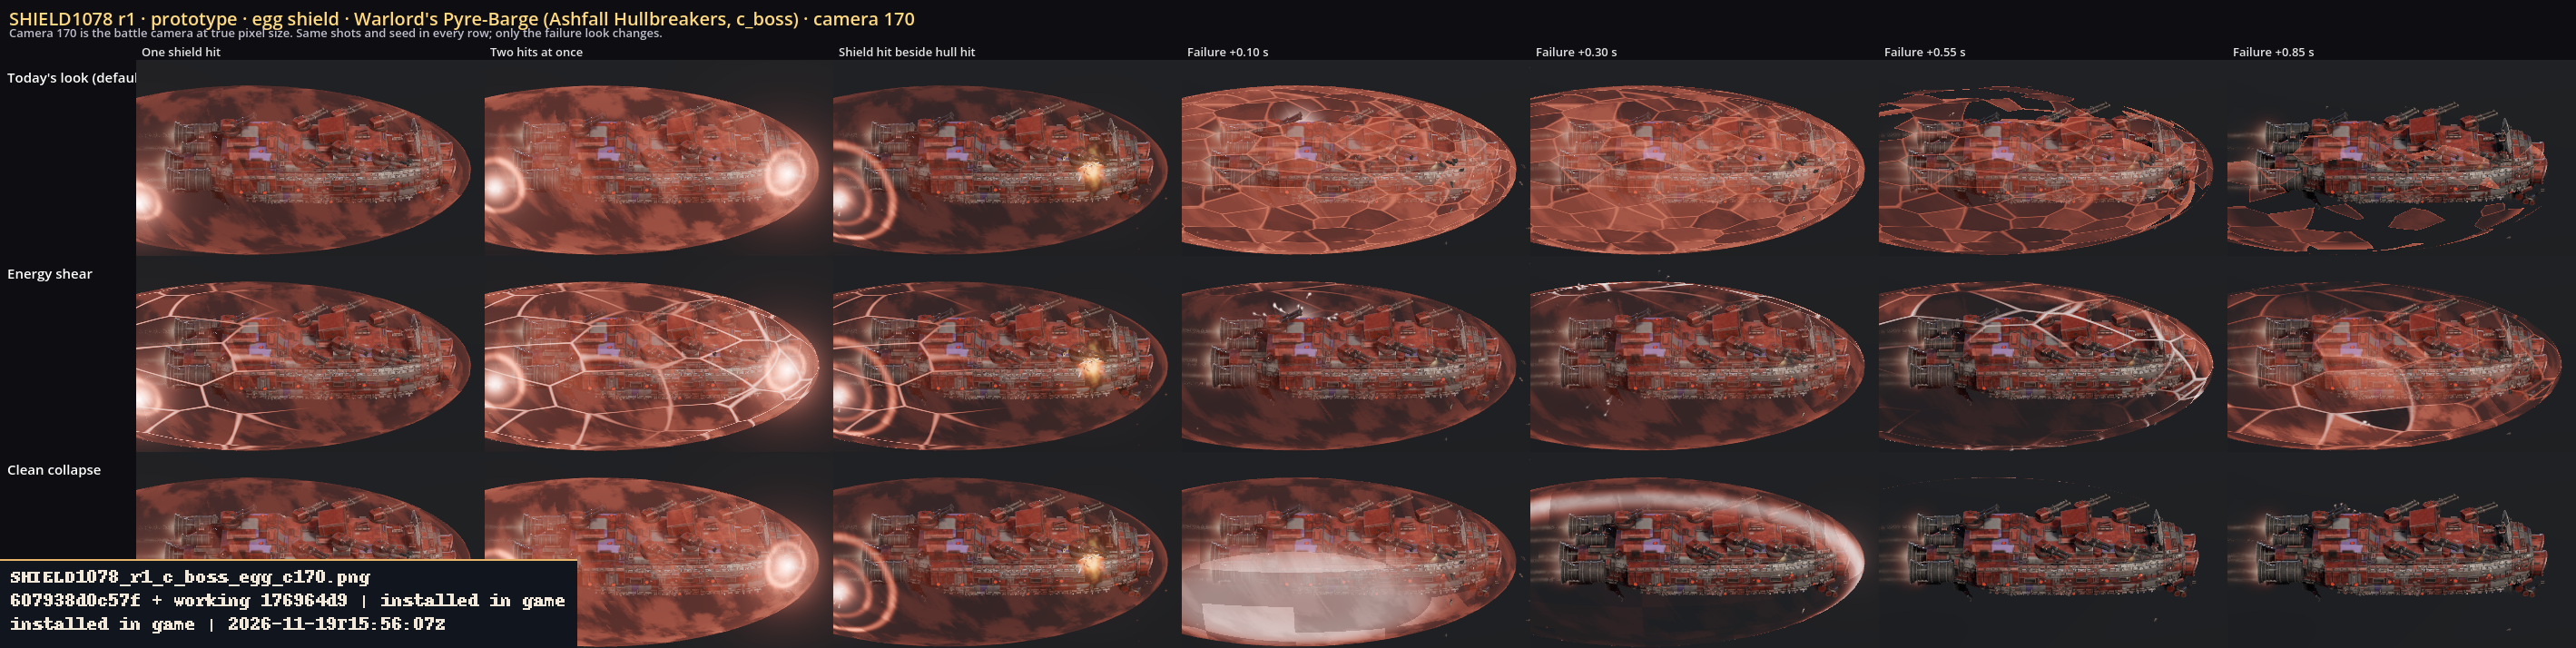 SHIELD1078 r1 · prototype · egg shield · Warlord's Pyre-Barge (Ashfall Hullbreakers, c_boss) · camera 170
Camera 170 is the battle camera at true pixel size. Same shots and seed in every row; only the failure look changes.
One shield hit
Two hits at once
Shield hit beside hull hit
Failure +0.10 s
Failure +0.30 s
Failure +0.55 s
Failure +0.85 s
Today's look (defaul
Energy shear
Clean collapse
SHIELD1078_r1_c_boss_egg_c170.png
607938d0c57f + working 176964d9 | installed in game
installed in game | 2026-11-19T15:56:07Z